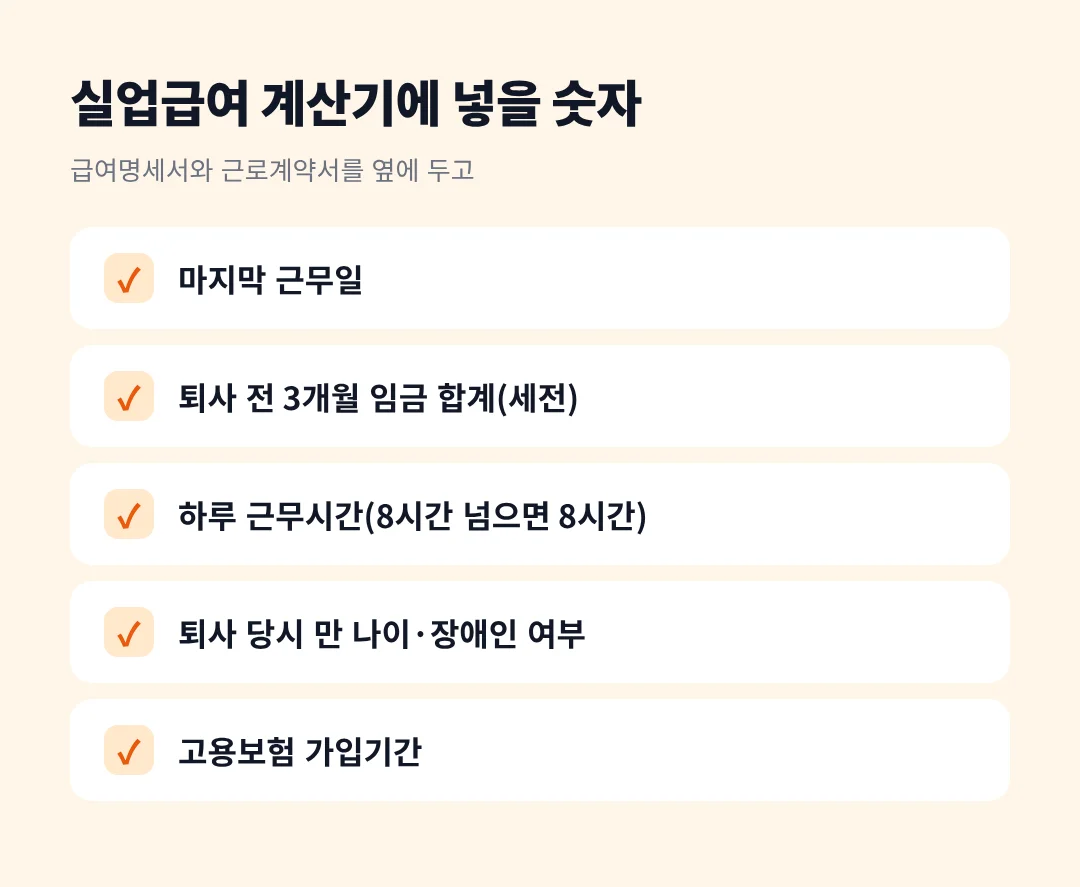 실업급여 계산기에 넣을 숫자
급여명세서와 근로계약서를 옆에 두고
마지막 근무일
퇴사 전 3개월 임금 합계(세전)
하루 근무시간(8시간 넘으면 8시간)
퇴사 당시 만 나이·장애인 여부
고용보험 가입기간